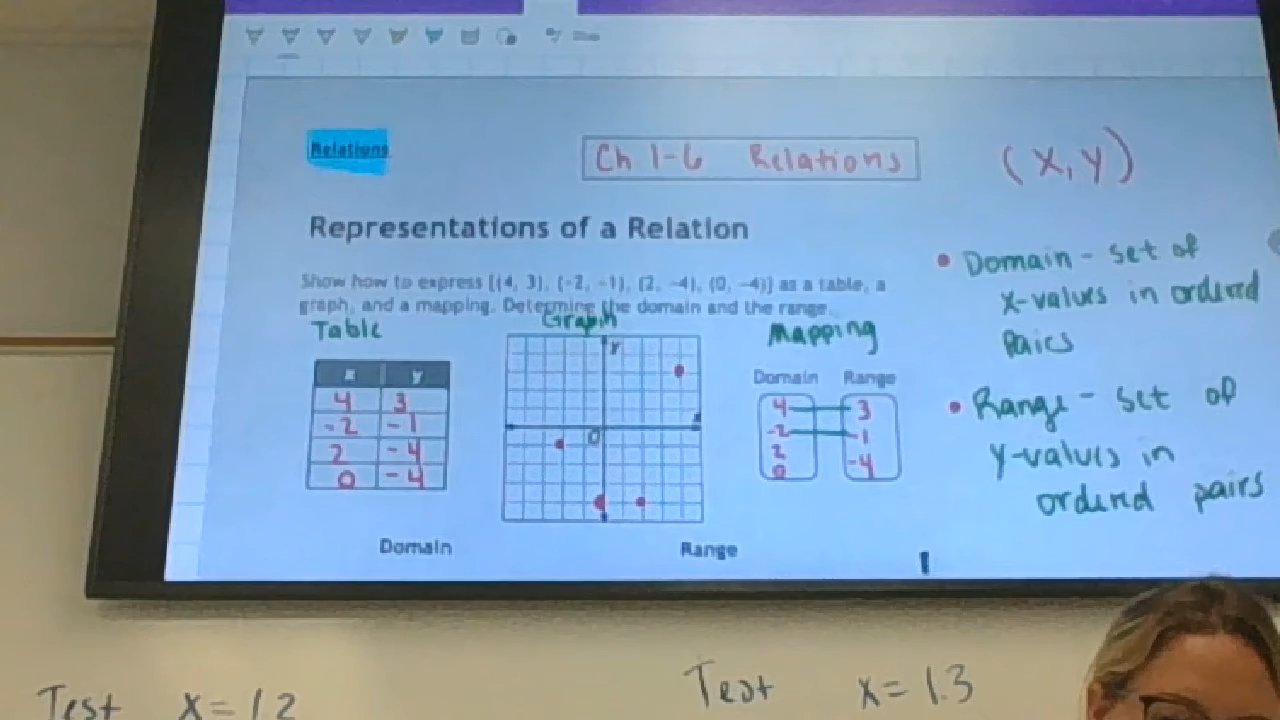 Relations
Ch 1-6 Relations
(x,y)
Representations of a Relation
Show how to express {(4, 3), (-2, -1), (2, -4), (0, -4)} as a table, a
graph, and a mapping. Determine the domain and the range.
Table
x y
4 3
-2 -1
2 -4
0 -4
Graph
y
0
Mapping
Domain Range
4 3
-2 -1
2 -4
0
• Domain - set of
x-values in ordered
pairs
• Range - set of
y-values in
ordered pairs
Domain
Range
Test x = 1.2
Test x = 1.3